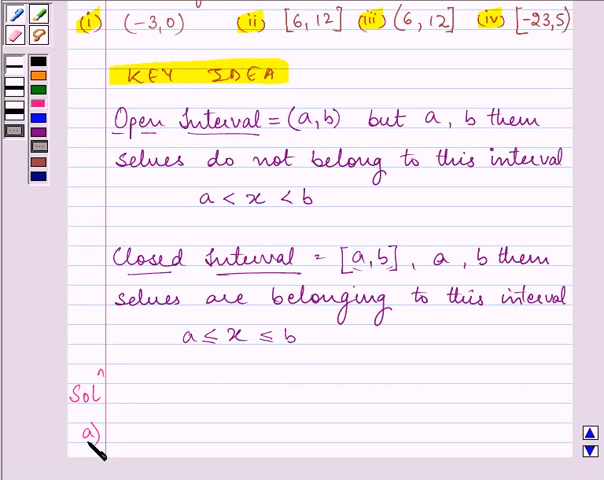 (i) (-3,0) (ii) [6,12] (iii) (6,12] (iv) [-23,5)
KEY IDEA
Open Interval = (a,b) but a, b them
selves do not belong to this interval
a < x < b
Closed Interval = [a,b], a, b them
selves are belonging to this interval
a ≤ x ≤ b
Solⁿ
a)